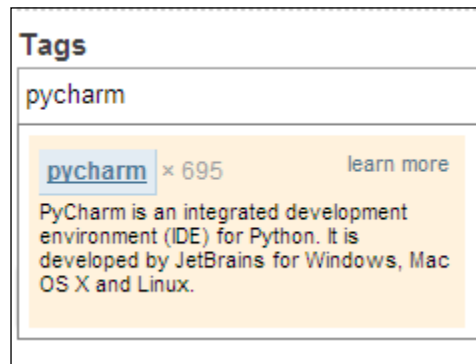 Tags
pycharm
pycharm × 695 learn more
PyCharm is an integrated development
environment (IDE) for Python. It is
developed by JetBrains for Windows, Mac
OS X and Linux.